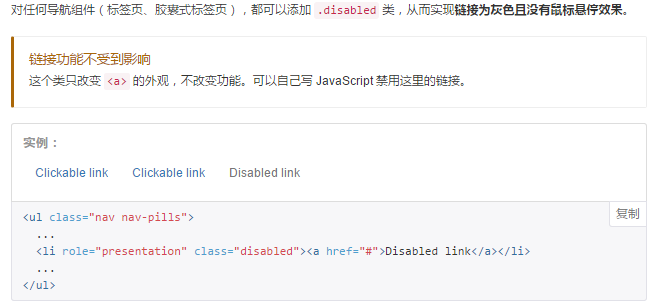 对任何导航组件（标签页、胶囊式标签页），都可以添加 .disabled 类，从而实现链接为灰色且没有鼠标悬停效果。
链接功能不受到影响
这个类只改变 <a> 的外观，不改变功能。可以自己写 JavaScript 禁用这里的链接。
实例：
Clickable link Clickable link Disabled link
复制
<ul class="nav nav-pills">
...
<li role="presentation" class="disabled"><a href="#">Disabled link</a></li>
...
</ul>